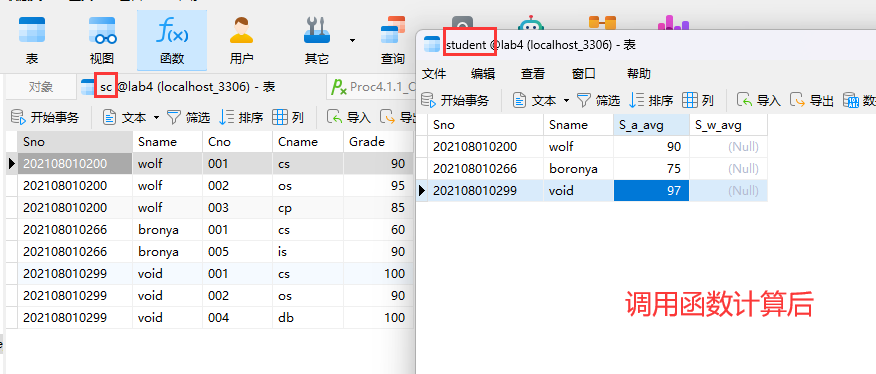 表 视图 函数 用户 其它 查询
对象 sc @lab4 (localhost_3306) - 表 Proc4.1.1_C
开始事务 文本 筛选 排序 列 导入 导出
Sno Sname Cno Cname Grade
202108010200 wolf 001 cs 90
202108010200 wolf 002 os 95
202108010200 wolf 003 cp 85
202108010266 bronya 001 cs 60
202108010266 bronya 005 is 90
202108010299 void 001 cs 100
202108010299 void 002 os 90
202108010299 void 004 db 100
student @lab4 (localhost_3306) - 表
文件 编辑 查看 窗口 帮助
开始事务 文本 筛选 排序 列 导入 导出 数
Sno Sname S_a_avg S_w_avg
202108010200 wolf 90 (Null)
202108010266 boronya 75 (Null)
202108010299 void 97 (Null)
调用函数计算后